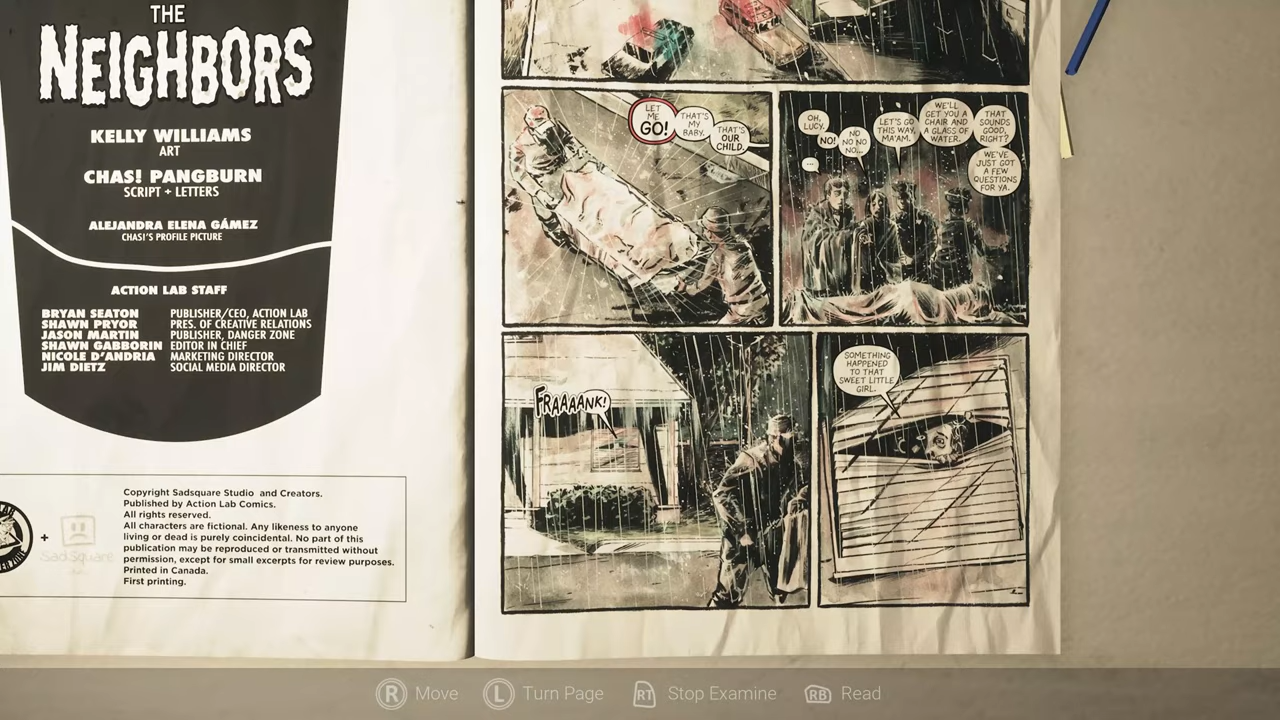 THE
NEIGHBORS
KELLY WILLIAMS
ART
CHAS! PANGBURN
SCRIPT + LETTERS
ALEJANDRA ELENA GÁMEZ
CHAS!'S PROFILE PICTURE
ACTION LAB STAFF
BRYAN SEATON PUBLISHER/CEO, ACTION LAB
SHAWN PRYOR PRES. OF CREATIVE RELATIONS
JASON MARTIN PUBLISHER, DANGER ZONE
SHAWN GABBORIN EDITOR IN CHIEF
NICOLE D'ANDRIA MARKETING DIRECTOR
JIM DIETZ SOCIAL MEDIA DIRECTOR
+
SadSquare
Copyright Sadsquare Studio and Creators.
Published by Action Lab Comics.
All rights reserved.
All characters are fictional. Any likeness to anyone
living or dead is purely coincidental. No part of this
publication may be reproduced or transmitted without
permission, except for small excerpts for review purposes.
Printed in Canada.
First printing.
LET
ME
GO!
THAT'S
MY
BABY.
THAT'S
OUR
CHILD.
OH,
LUCY.
NO!
NO
NO NO
NO...
...
LET'S GO
THIS WAY,
MA'AM.
WE'LL
GET YOU A
CHAIR AND
A GLASS OF
WATER.
THAT
SOUNDS
GOOD,
RIGHT?
WE'VE
JUST GOT
A FEW
QUESTIONS
FOR YA.
FRAAAANK!
SOMETHING
HAPPENED
TO THAT
SWEET LITTLE
GIRL.
R Move L Turn Page RT Stop Examine RB Read